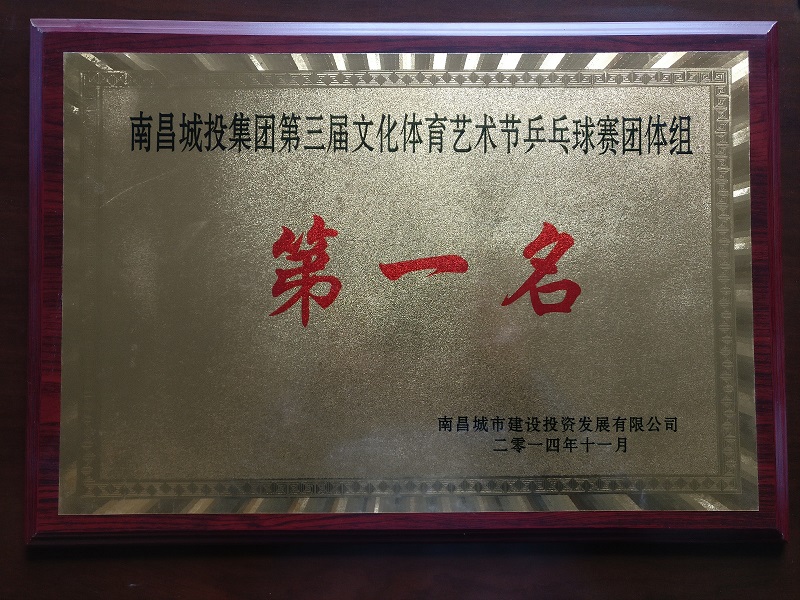 南昌城投集团第三届文化体育艺术节乒乓球赛团体组
第一名
南昌城市建设投资发展有限公司
二零一四年十一月